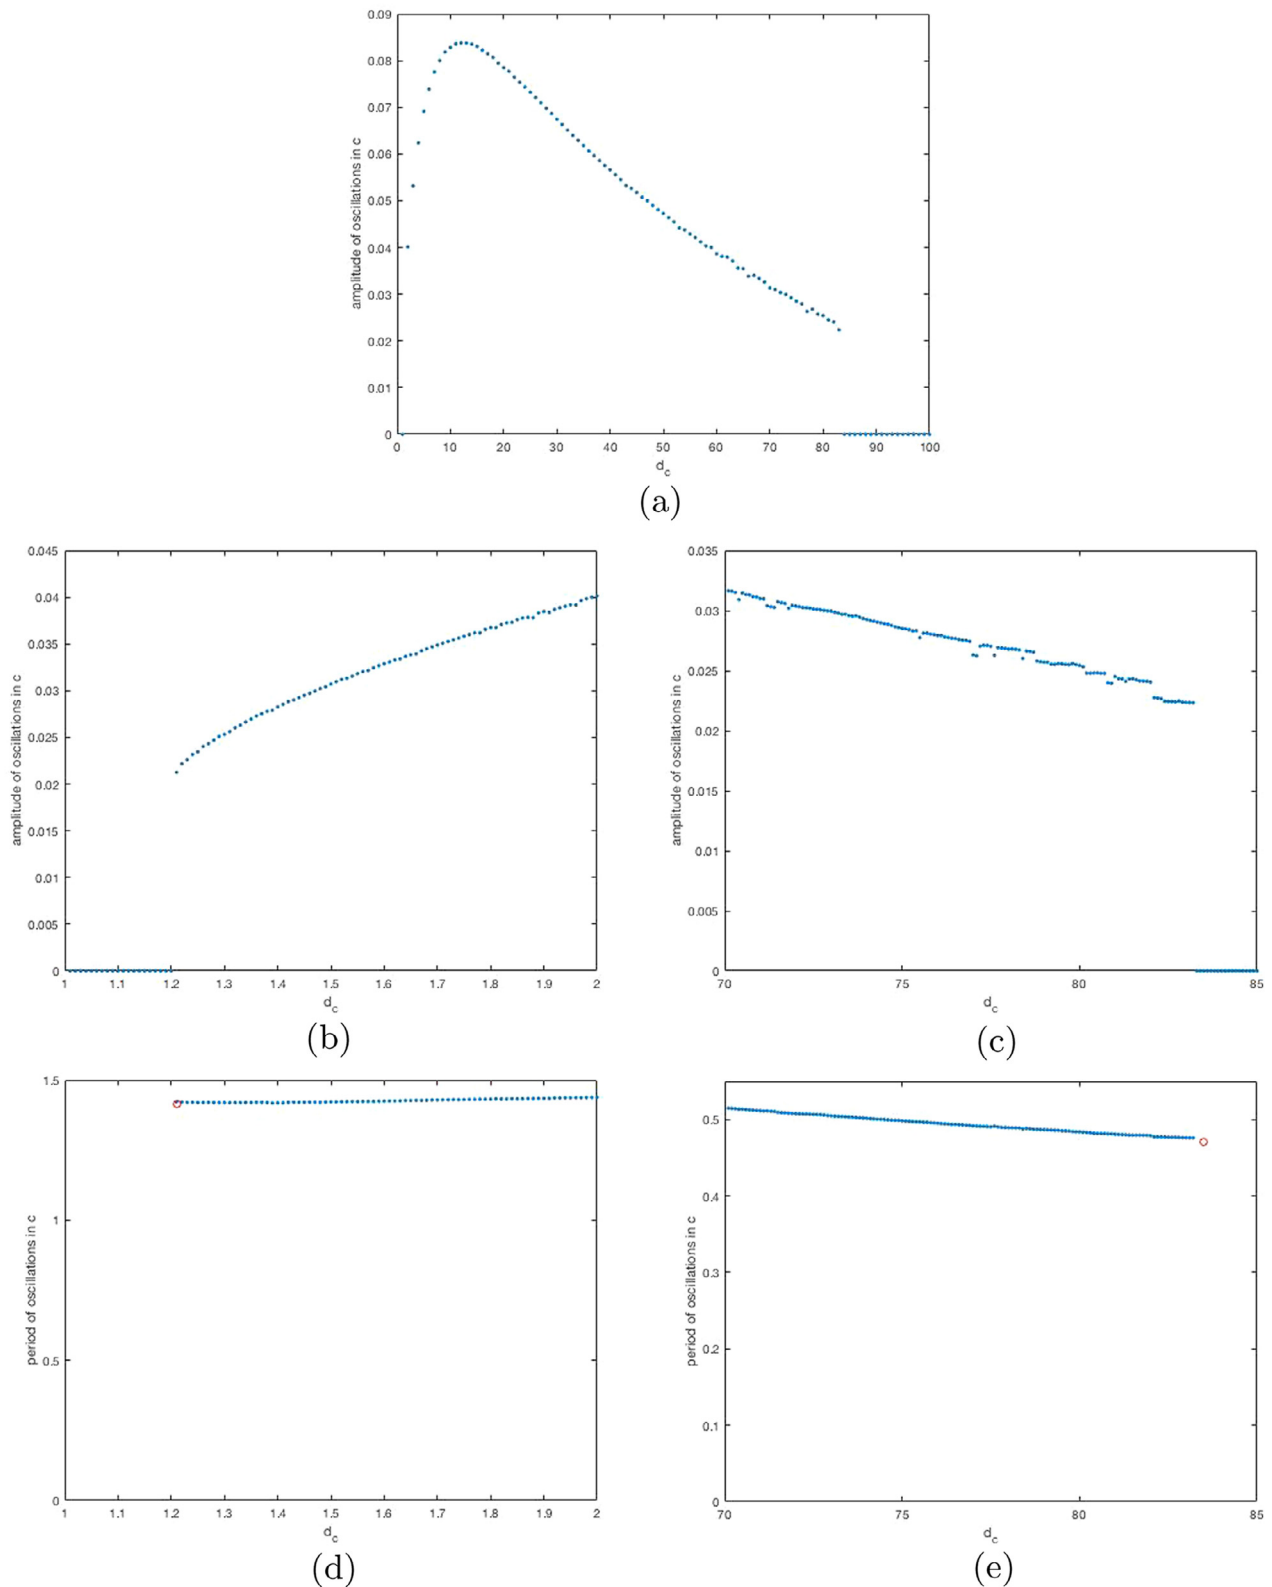 0.09
0.08
0.07
0.06
0.05
0.04
0.03
0.02
0.01
0
amplitude of oscillations in c
0 10 20 30 40 50 60 70 80 90 100
d_c
(a)
0.045
0.04
0.035
0.03
0.025
0.02
0.015
0.01
0.005
0
amplitude of oscillations in c
1 1.1 1.2 1.3 1.4 1.5 1.6 1.7 1.8 1.9 2
d_c
(b)
0.035
0.03
0.025
0.02
0.015
0.01
0.005
0
amplitude of oscillations in c
70 75 80 85
d_c
(c)
1.5
1
0.5
0
period of oscillations in c
1 1.1 1.2 1.3 1.4 1.5 1.6 1.7 1.8 1.9 2
d_c
(d)
0.5
0.4
0.3
0.2
0.1
0
period of oscillations in c
70 75 80 85
d_c
(e)